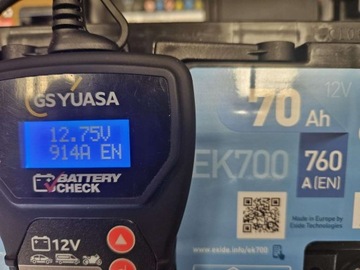 GS YUASA
12.75V
914A EN
BATTERY
CHECK
12V
12V
70 Ah
EK700
760
A (EN)
Made in Europe by
Exide Technologies
www.exide.info/ek700